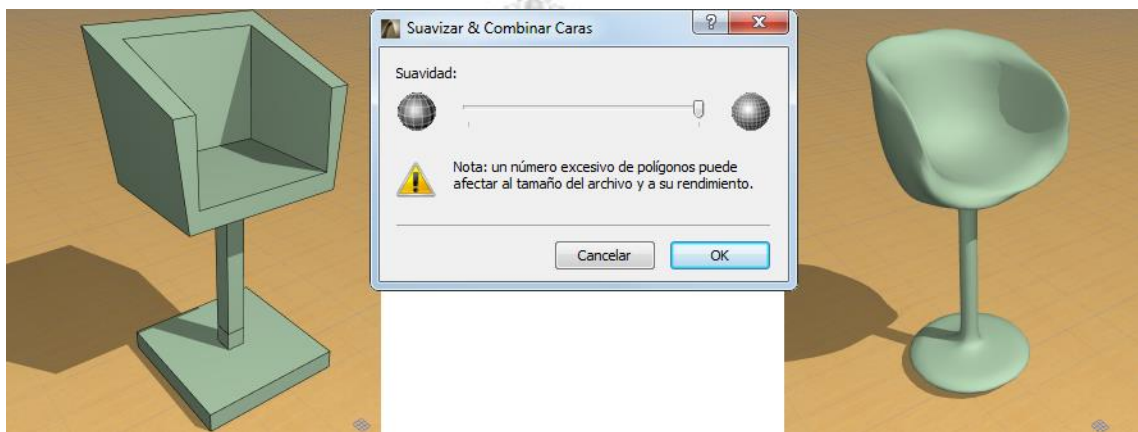 Suavizar & Combinar Caras
Suavidad:
Nota: un número excesivo de polígonos puede
afectar al tamaño del archivo y a su rendimiento.
Cancelar
OK